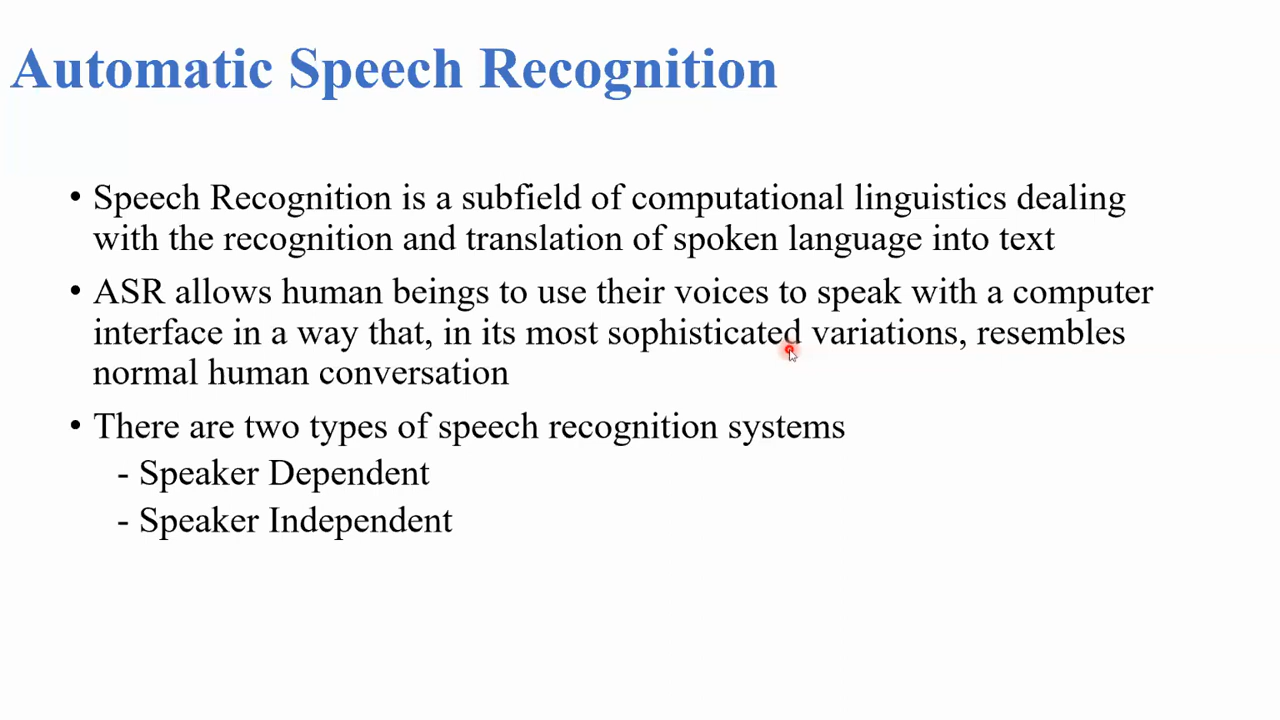 Automatic Speech Recognition
• Speech Recognition is a subfield of computational linguistics dealing
with the recognition and translation of spoken language into text
• ASR allows human beings to use their voices to speak with a computer
interface in a way that, in its most sophisticated variations, resembles
normal human conversation
• There are two types of speech recognition systems
- Speaker Dependent
- Speaker Independent